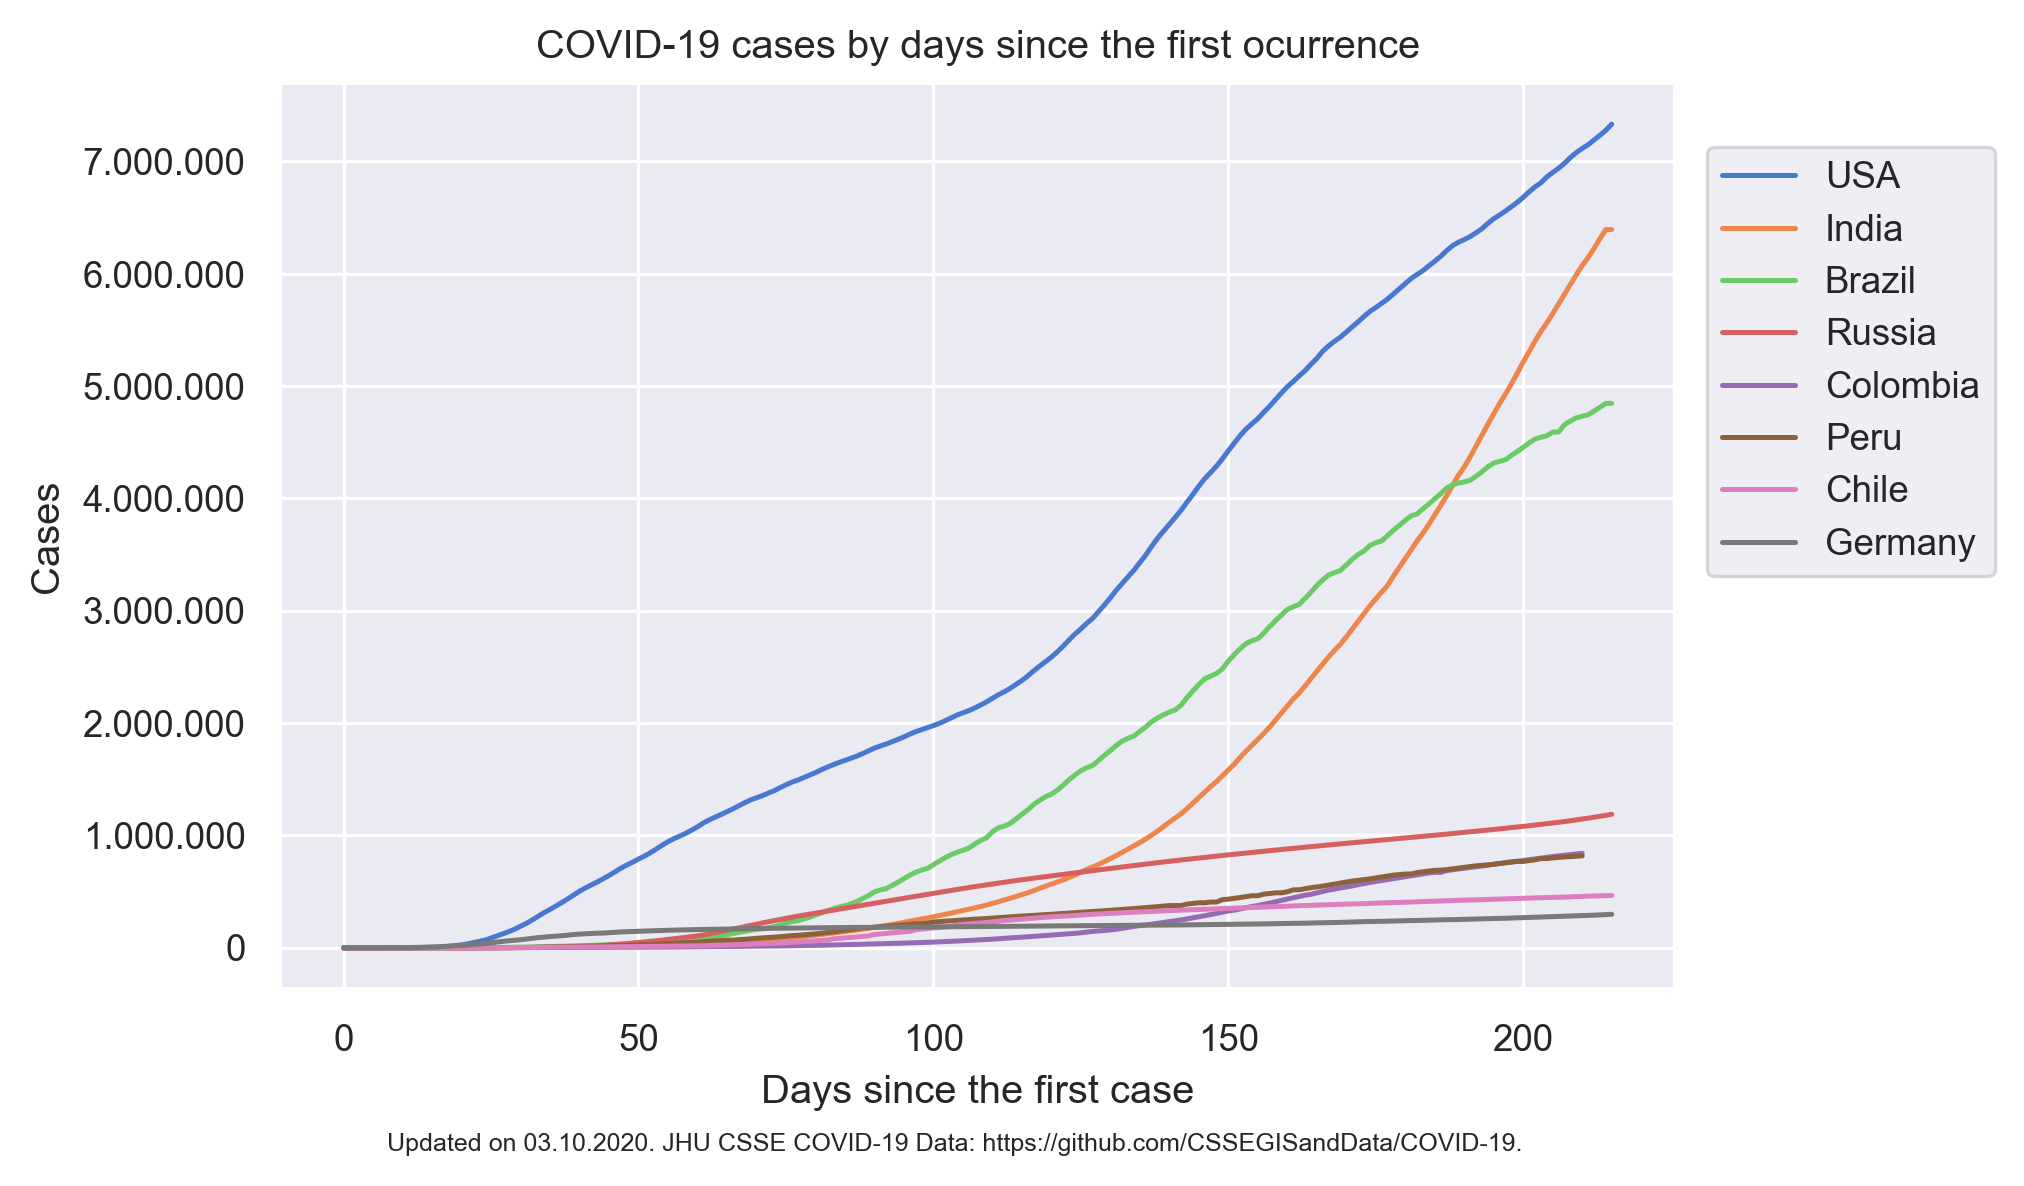 COVID-19 cases by days since the first ocurrence
7.000.000
6.000.000
5.000.000
4.000.000
3.000.000
2.000.000
1.000.000
0
Cases
0 50 100 150 200
Days since the first case
USA
India
Brazil
Russia
Colombia
Peru
Chile
Germany
Updated on 03.10.2020. JHU CSSE COVID-19 Data: https://github.com/CSSEGISandData/COVID-19.